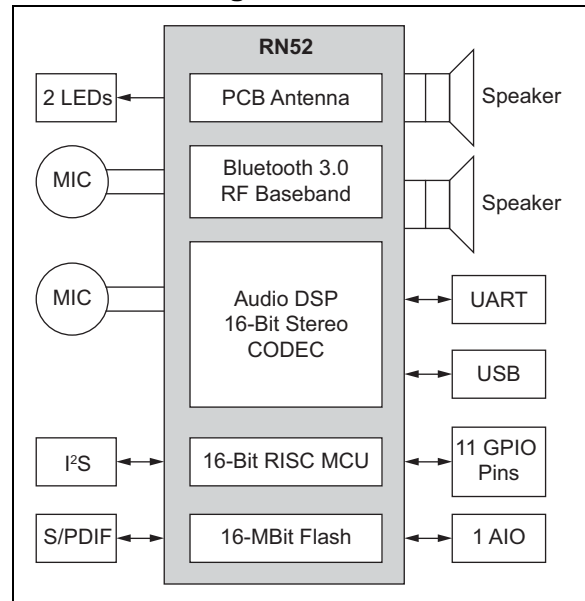 RN52
2 LEDs
PCB Antenna
Speaker
MIC
Bluetooth 3.0
RF Baseband
Speaker
MIC
Audio DSP
16-Bit Stereo
CODEC
UART
USB
I²S
16-Bit RISC MCU
11 GPIO
Pins
S/PDIF
16-MBit Flash
1 AIO